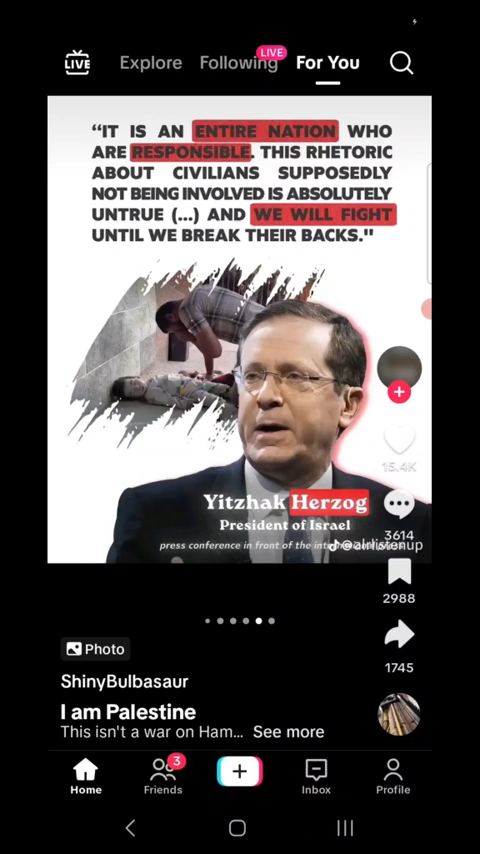 LIVE
Explore
Following
LIVE
For You
“IT IS AN ENTIRE NATION WHO
ARE RESPONSIBLE. THIS RHETORIC
ABOUT CIVILIANS SUPPOSEDLY
NOT BEING INVOLVED IS ABSOLUTELY
UNTRUE (...) AND WE WILL FIGHT
UNTIL WE BREAK THEIR BACKS."
15.4K
Yitzhak Herzog
President of Israel
press conference in front of the
3614
2988
1745
Photo
ShinyBulbasaur
I am Palestine
This isn't a war on Ham... See more
Home
3
Friends
Inbox
Profile